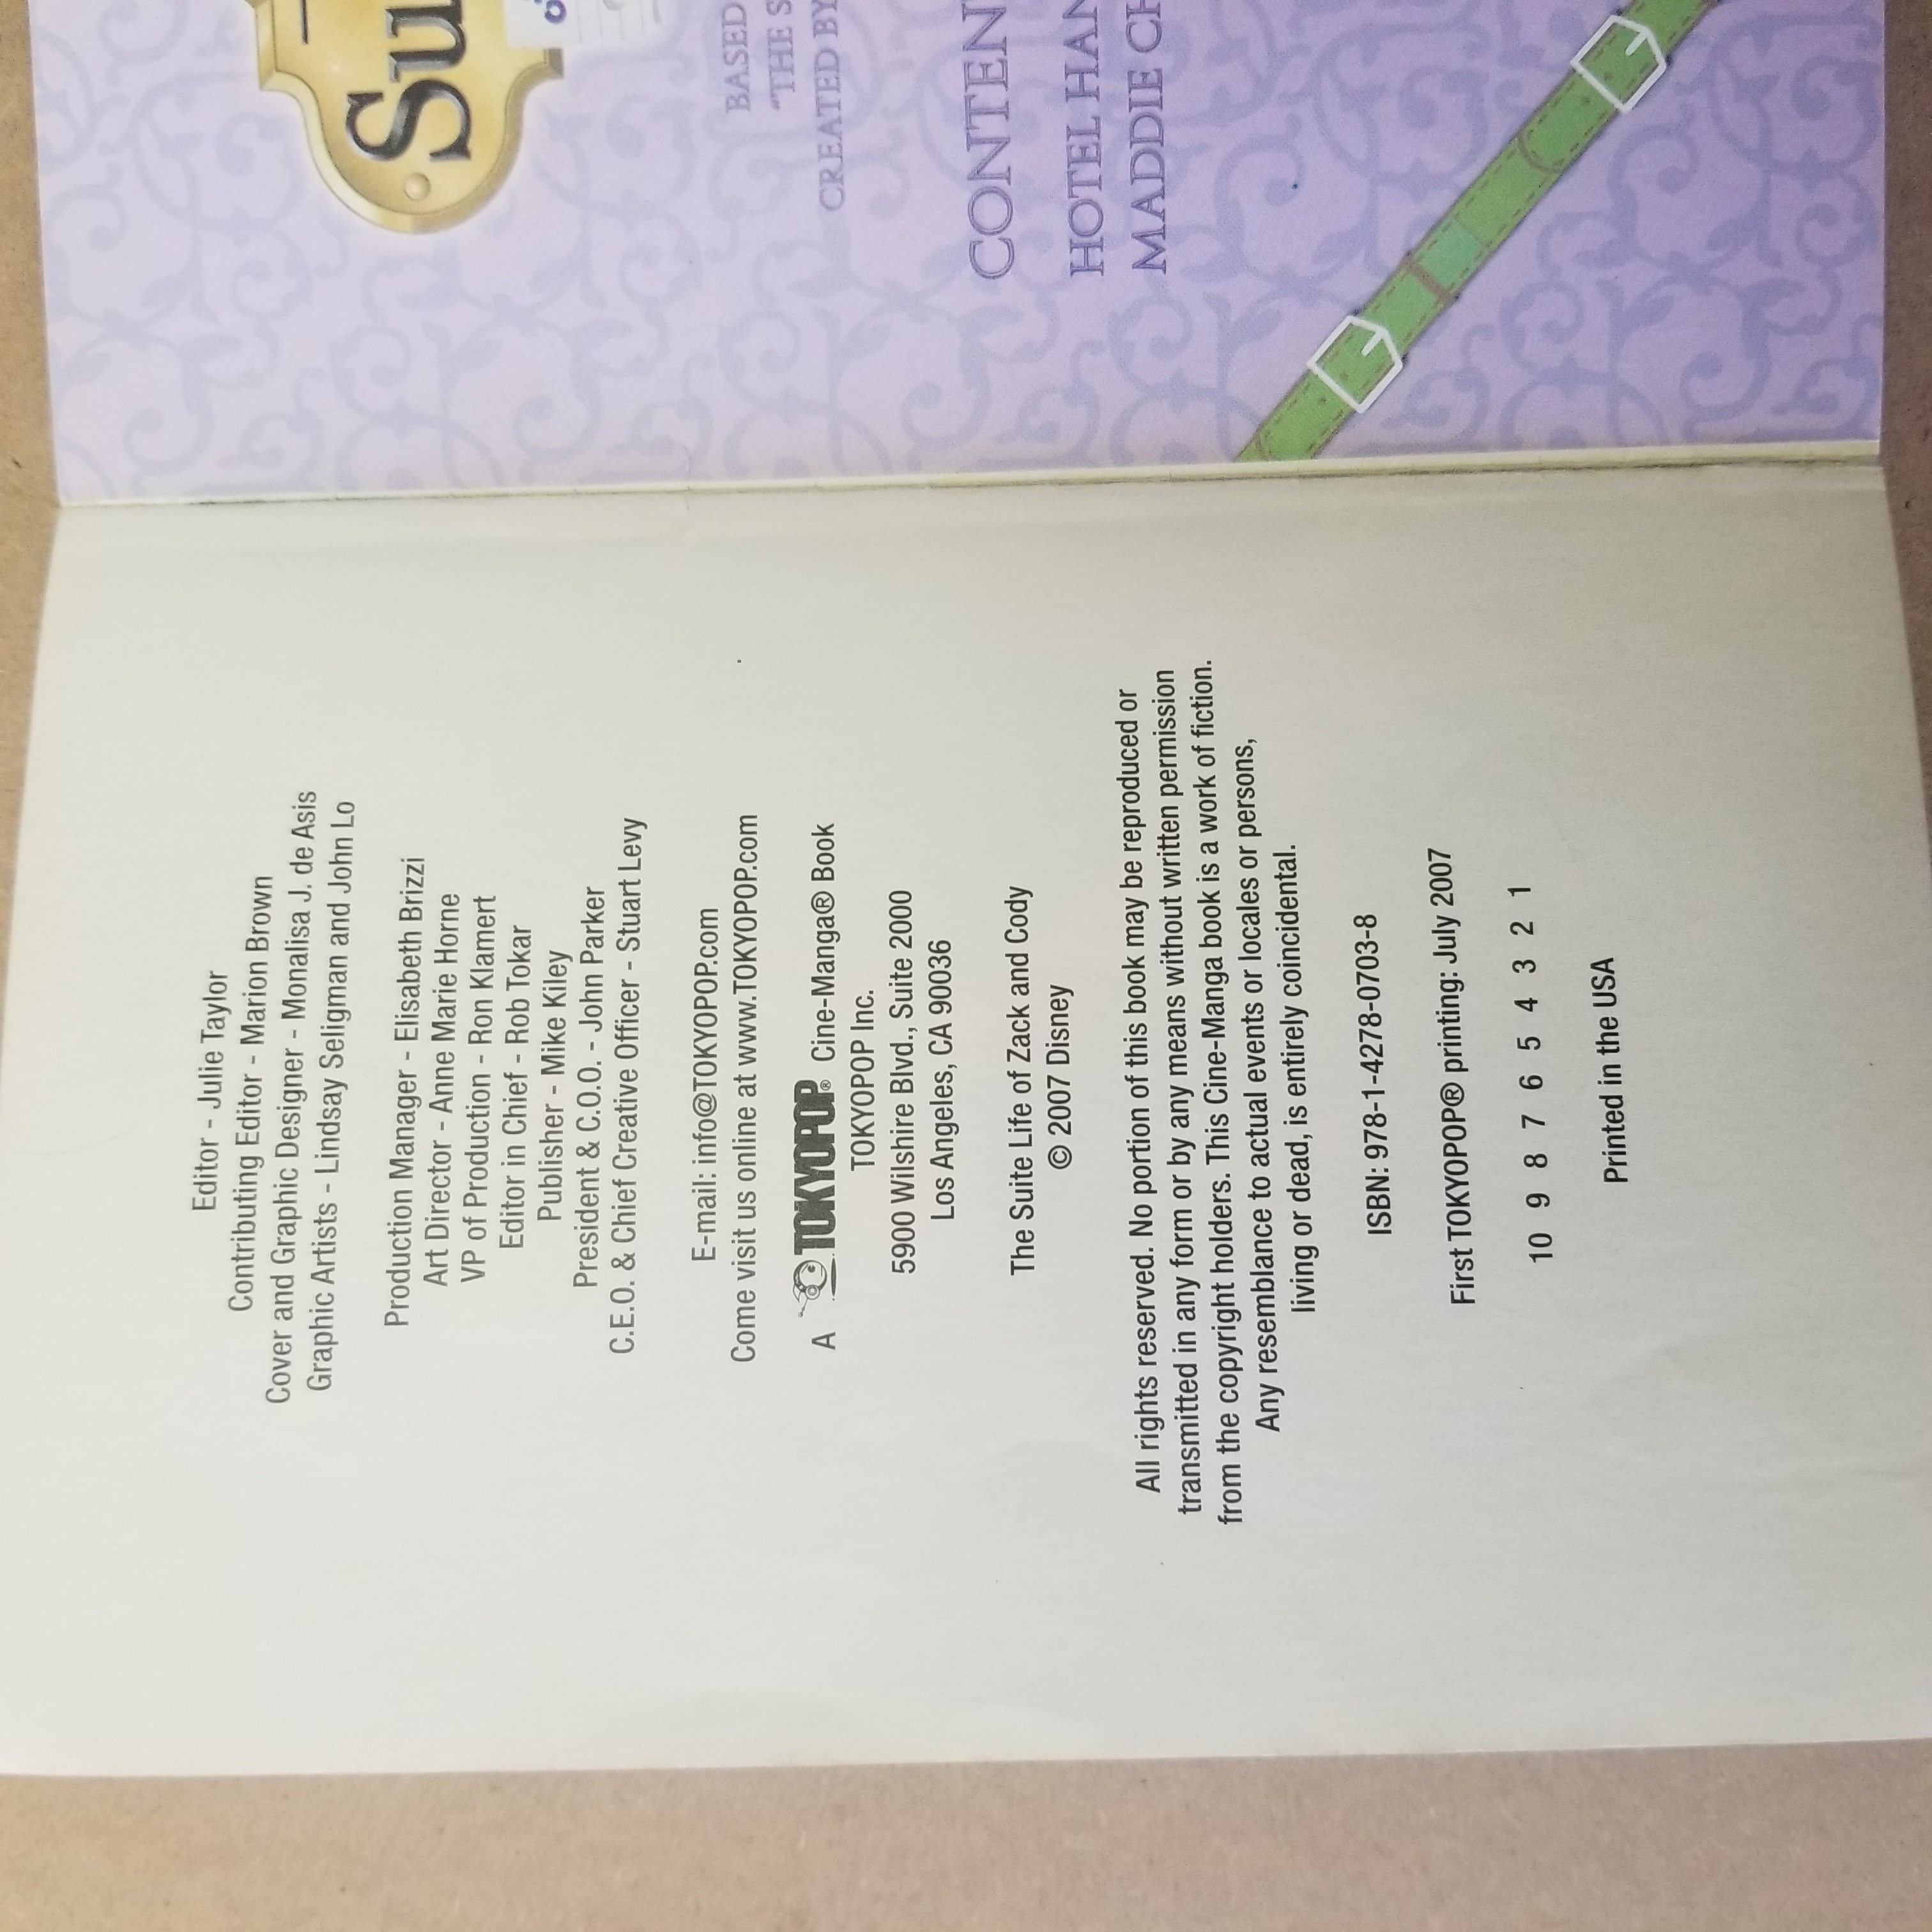 Editor - Julie Taylor
Contributing Editor - Marion Brown
Cover and Graphic Designer - Monalisa J. de Asis
Graphic Artists - Lindsay Seligman and John Lo
Production Manager - Elisabeth Brizzi
Art Director - Anne Marie Horne
VP of Production - Ron Klamert
Editor in Chief - Rob Tokar
Publisher - Mike Kiley
President & C.O.O. - John Parker
C.E.O. & Chief Creative Officer - Stuart Levy
E-mail: info@TOKYOPOP.com
Come visit us online at www.TOKYOPOP.com
A TOKYOPOP® Cine-Manga® Book
TOKYOPOP Inc.
5900 Wilshire Blvd., Suite 2000
Los Angeles, CA 90036
The Suite Life of Zack and Cody
© 2007 Disney
All rights reserved. No portion of this book may be reproduced or
transmitted in any form or by any means without written permission
from the copyright holders. This Cine-Manga book is a work of fiction.
Any resemblance to actual events or locales or persons,
living or dead, is entirely coincidental.
ISBN: 978-1-4278-0703-8
First TOKYOPOP® printing: July 2007
10 9 8 7 6 5 4 3 2 1
Printed in the USA
Su
BASED
"THE S
CREATED BY
CONTEN
HOTEL HAN
MADDIE CH